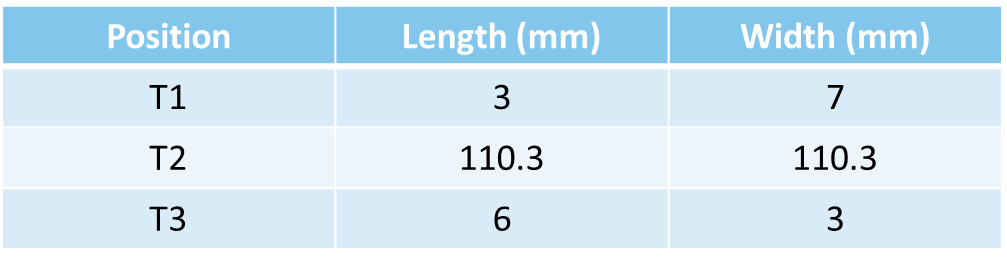 Position Length (mm) Width (mm)
T1 3 7
T2 110.3 110.3
T3 6 3